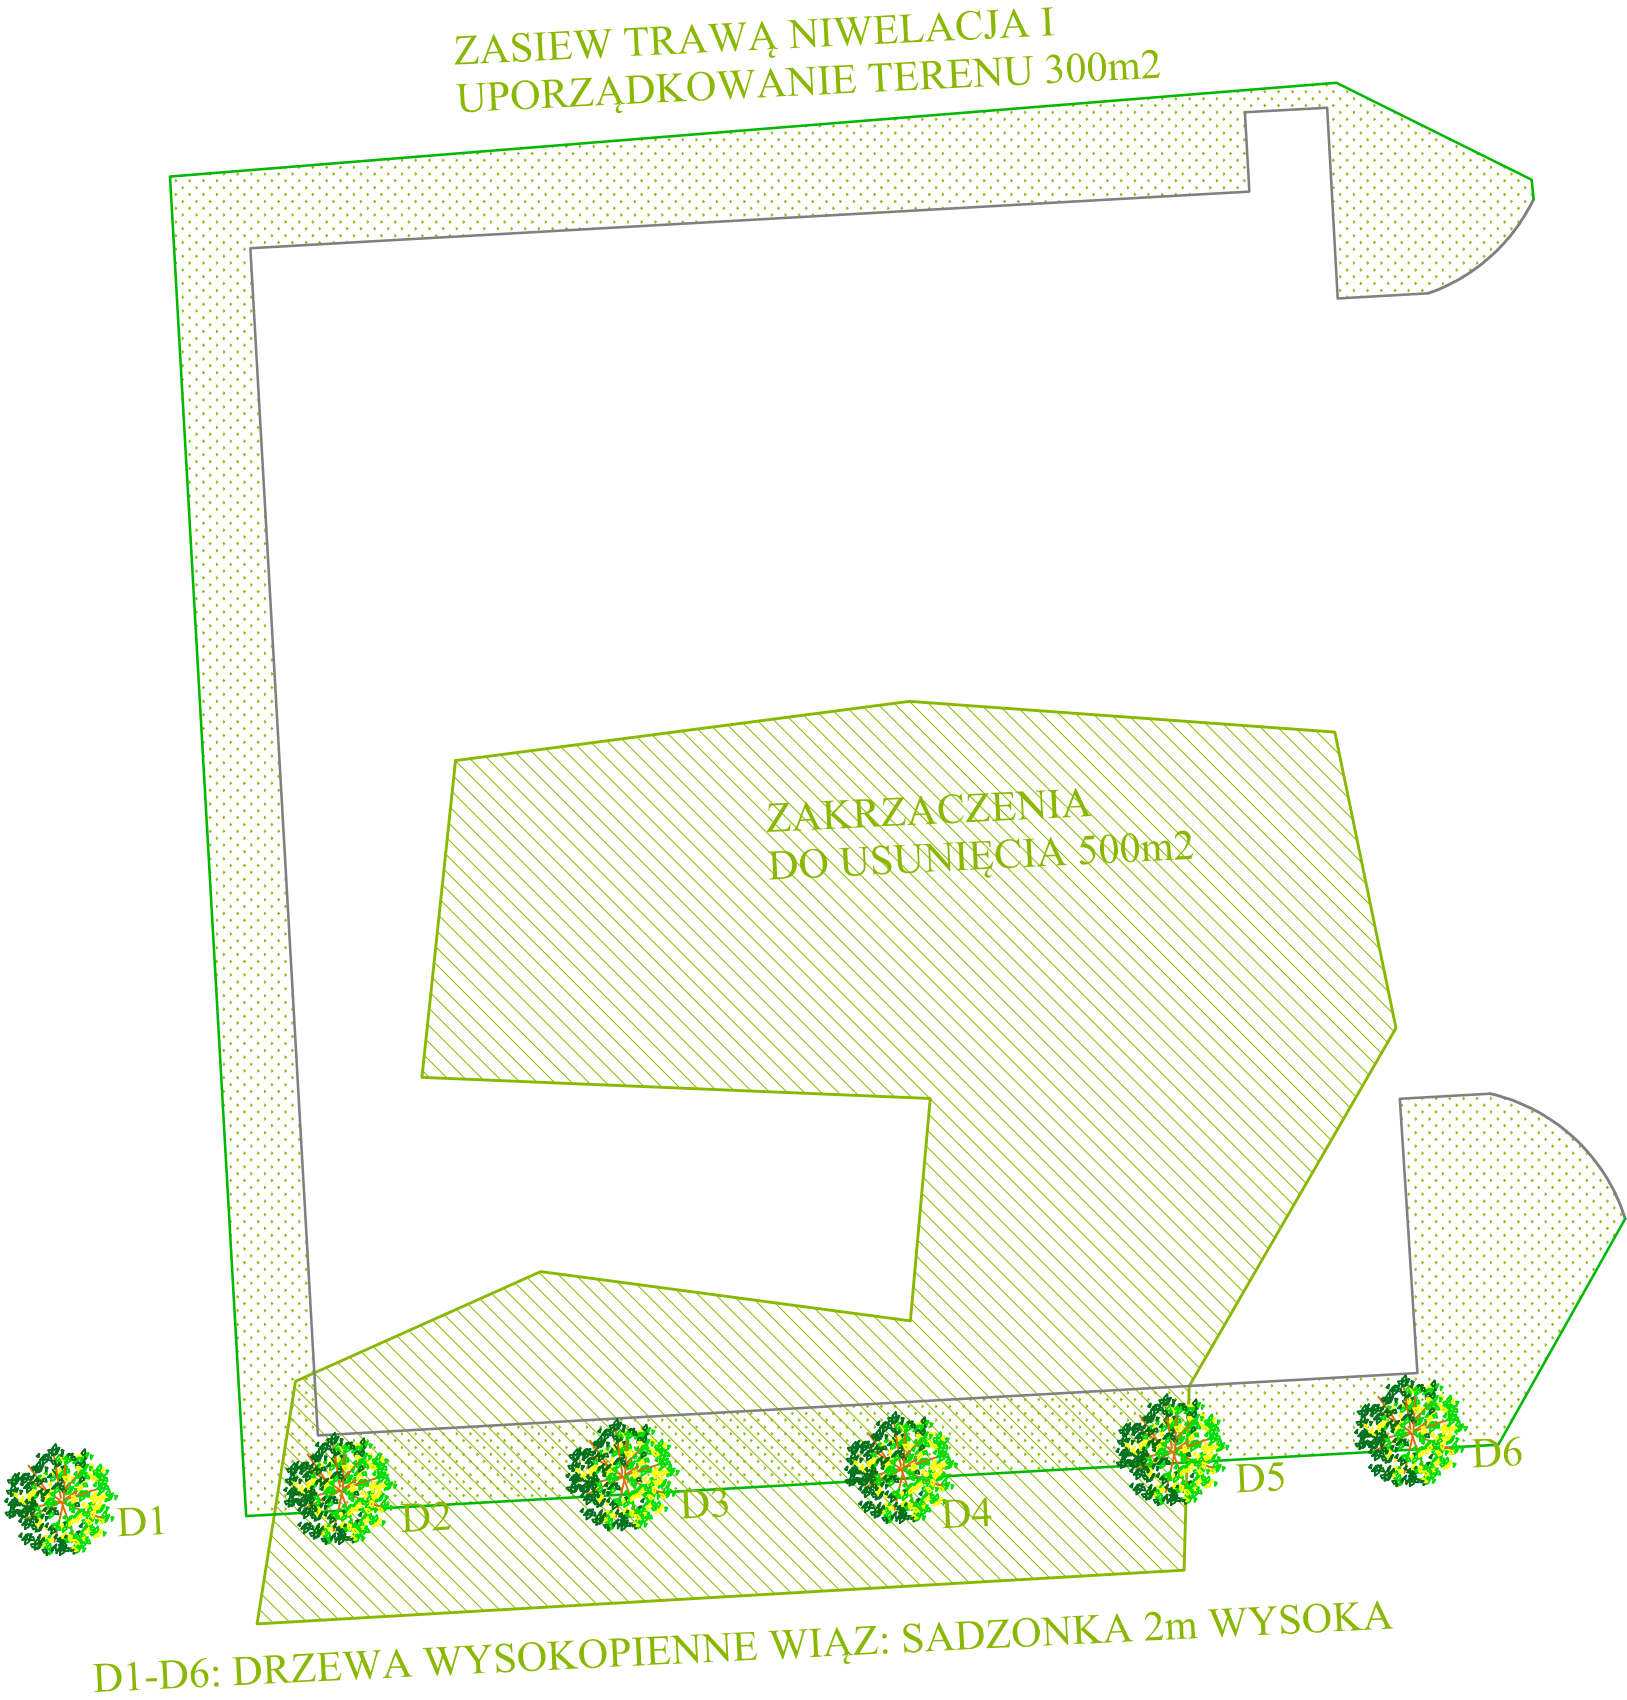 ZASIEW TRAWĄ NIWELACJA I
UPORZĄDKOWANIE TERENU 300m2
ZAKRZACZENIA
DO USUNIĘCIA 500m2
D1
D2
D3
D4
D5
D6
D1-D6: DRZEWA WYSOKOPIENNE WIĄZ: SADZONKA 2m WYSOKA